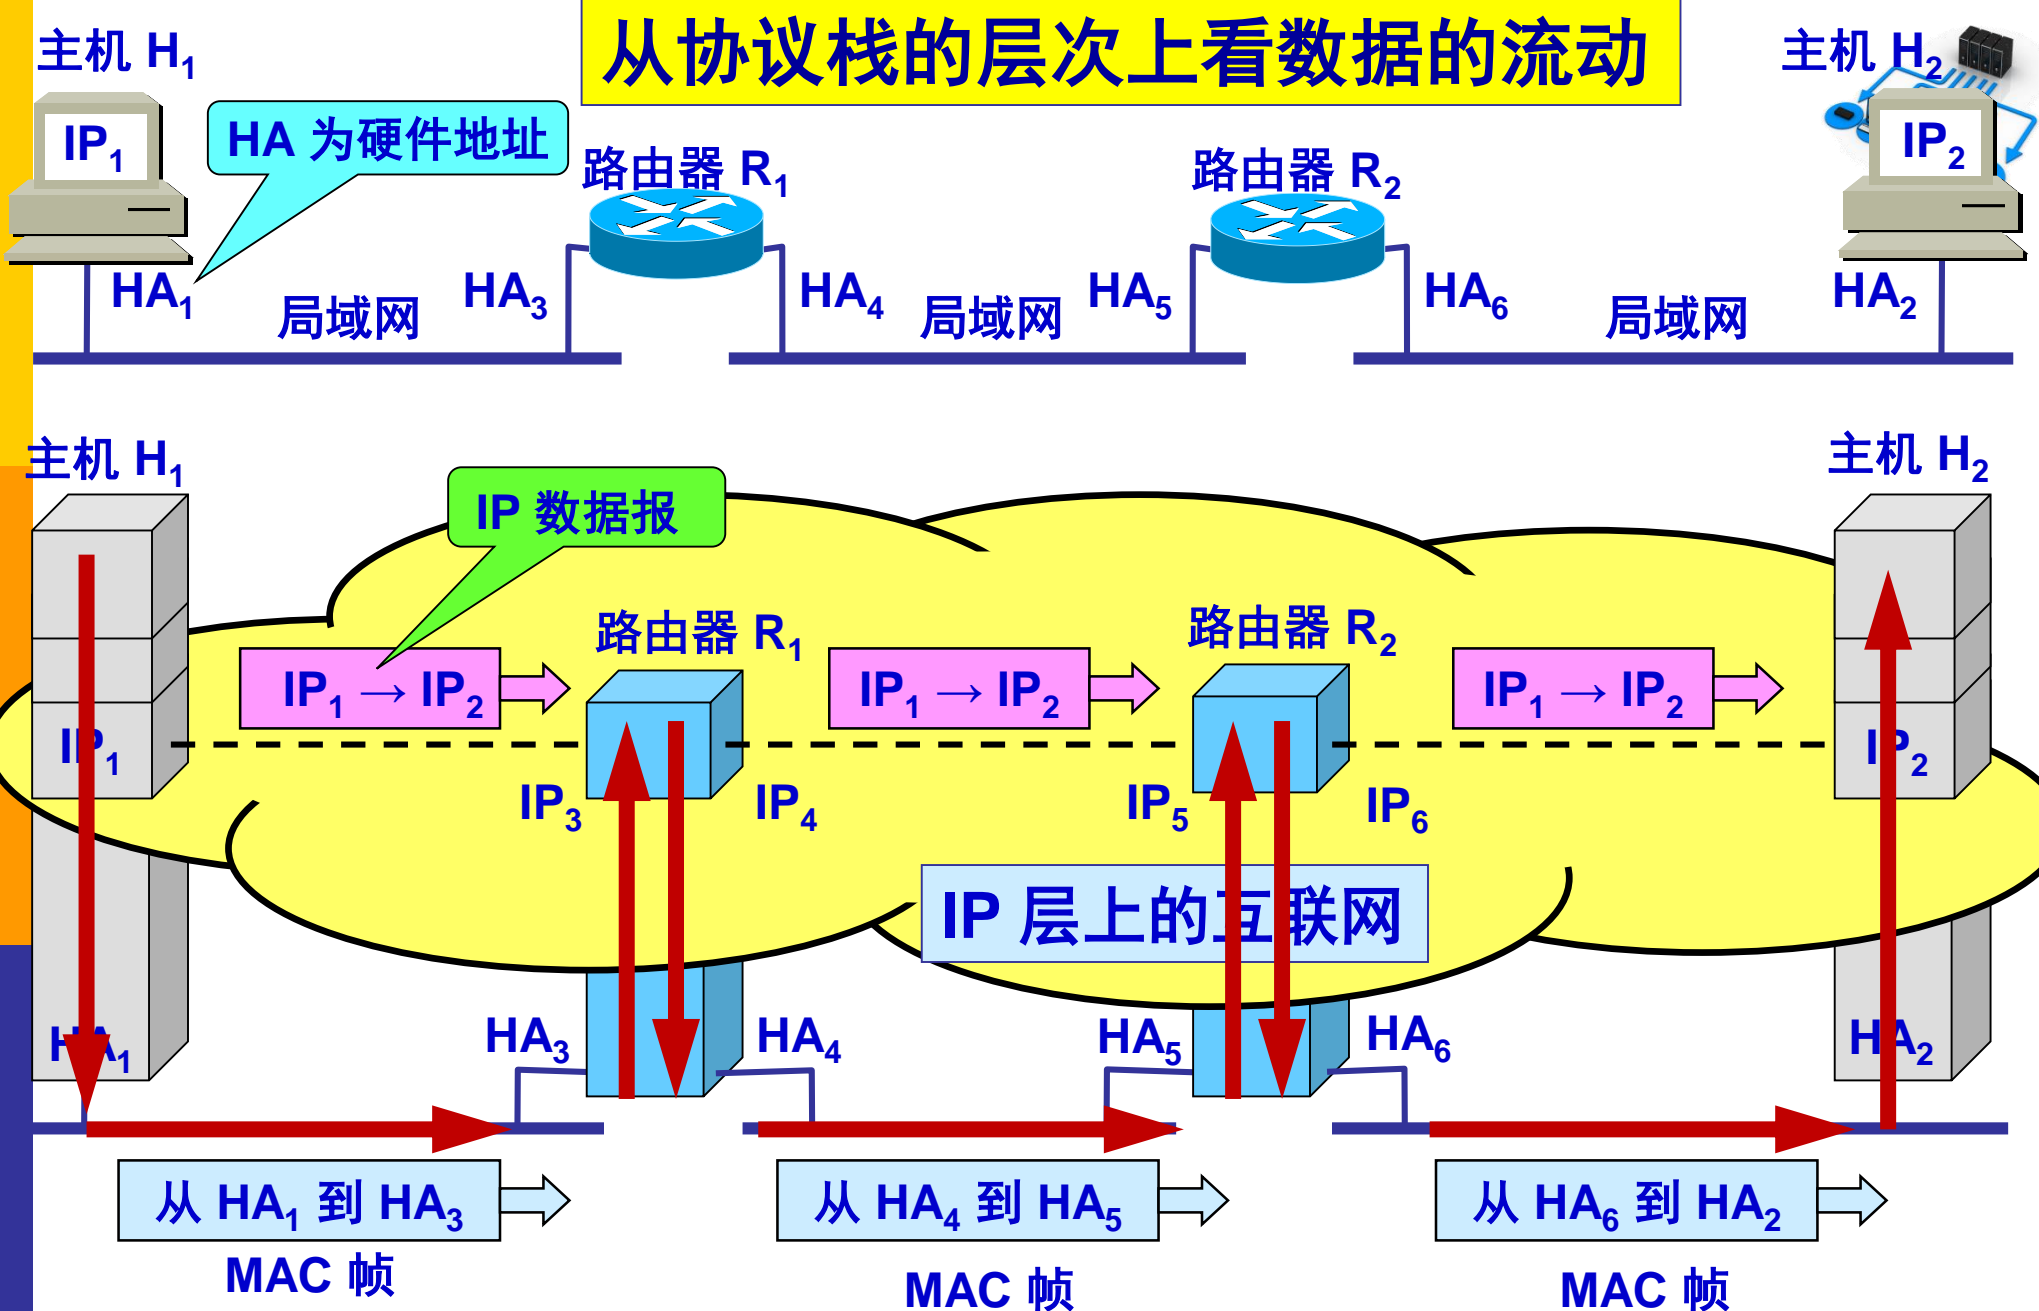 从协议栈的层次上看数据的流动
主机 H1
主机 H2
IP1
HA 为硬件地址
路由器 R1
路由器 R2
IP2
HA1
局域网
HA3
HA4
局域网
HA5
HA6
局域网
HA2
主机 H1
主机 H2
IP 数据报
路由器 R1
路由器 R2
IP1 → IP2
IP1 → IP2
IP1 → IP2
IP1
IP2
IP3
IP4
IP5
IP6
IP 层上的互联网
HA1
HA3
HA4
HA5
HA6
HA2
从 HA1 到 HA3
从 HA4 到 HA5
从 HA6 到 HA2
MAC 帧
MAC 帧
MAC 帧